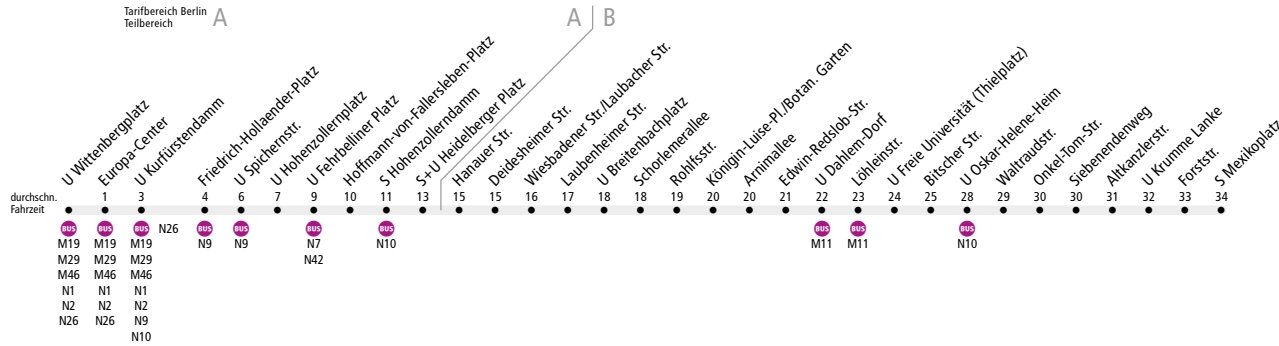 Tarifbereich Berlin
Teilbereich
A
A B
U Wittenbergplatz
Europa-Center
U Kurfürstendamm
Friedrich-Hollaender-Platz
U Spichernstr.
U Hohenzollernplatz
U Fehrbelliner Platz
Hoffmann-von-Fallersleben-Platz
S Hohenzollerndamm
S+U Heidelberger Platz
Hanauer Str.
Deidesheimer Str.
Wiesbadener Str./Laubacher Str.
Laubenheimer Str.
U Breitenbachplatz
Schorlemerallee
Rohlfsstr.
Königin-Luise-Pl./Botan. Garten
Arnimallee
Edwin-Redslob-Str.
U Dahlem-Dorf
Löhleinstr.
U Freie Universität (Thielplatz)
Bitscher Str.
U Oskar-Helene-Heim
Waltraudstr.
Onkel-Tom-Str.
Siebenendenweg
Altkanzlerstr.
U Krumme Lanke
Forststr.
S Mexikoplatz
durchschn. 1 3 4 6 7 9 10 11 13 15 15 16 17 18 18 19 20 20 21 22 23 24 25 28 29 30 30 31 32 33 34
Fahrzeit
BUS BUS BUS N26 BUS BUS BUS BUS BUS BUS BUS
M19 M19 M19 N9 N9 N7 N10 M11 M11 N10
M29 M29 M29 N42
M46 M46 M46
N1 N1 N1
N2 N2 N2
N26 N26 N9
N10